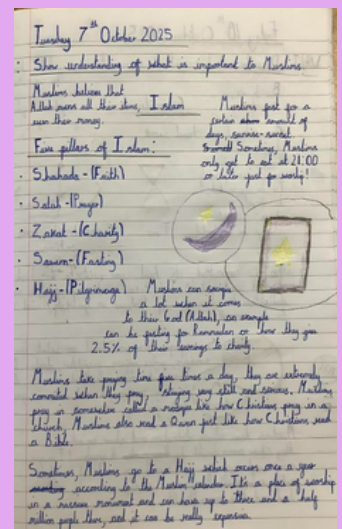 Tuesday 7th October 2025
: Show understanding of what is important to Muslims.
Muslims believe that
Allah owns all their items,
even their money.
Islam
Muslims fast for a
certain amount of
days, sunrise-sunset.
Sometimes, Muslims
only get to eat at 21:00
or later just for worship!
Five pillars of Islam:
• Shahada - (Faith)
• Salah - (Prayer)
• Zakat - (Charity)
• Sawm - (Fasting)
• Hajj - (Pilgrimage)
Muslims can
a lot when it comes
to their God (Allah), an example
can be fasting for or how they give
2.5% of their earnings to charity.
Muslims take praying time five times a day, they are extremely
commited when they pray, staying very still and serious. Muslims
pray in somewhere called a like how Christians pray in a
church, Muslims also read a Quran just like how Christians read
a Bible.
Sometimes, Muslims go to a Hajj which occurs once a year
according to the Muslim calendar. It's a place of worship
in a massive monument and can have up to three and a half
million people there, and it can be really expensive.